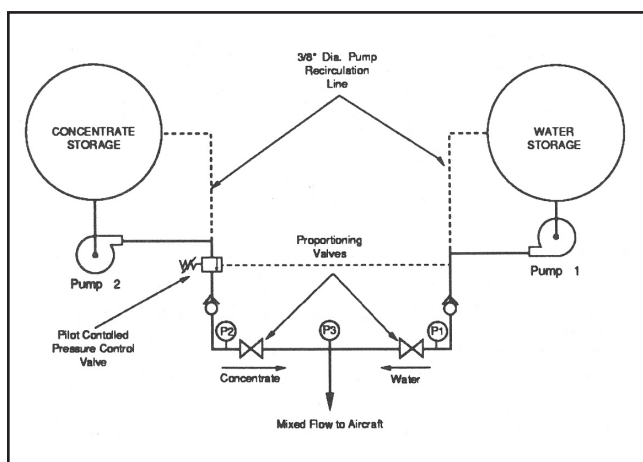 3/8" Dia. Pump
Recirculation
Line
CONCENTRATE
STORAGE
WATER
STORAGE
Proportioning
Valves
Pump 2
Pump 1
Pilot Contolled
Pressure Control
Valve
P2
P3
P1
Concentrate
Water
Mixed Flow to Aircraft